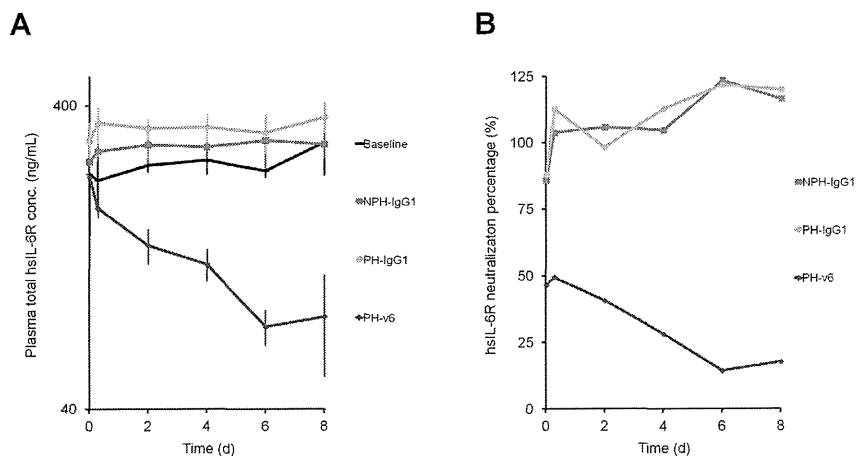 A
Plasma total hsIL-6R conc. (ng/mL)
400
40
0 2 4 6 8
Time (d)
Baseline
NPH-IgG1
PH-IgG1
PH-v6
B
hsIL-6R neutralizaton percentage (%)
125
100
75
50
25
0
0 2 4 6 8
Time (d)
NPH-IgG1
PH-IgG1
PH-v6